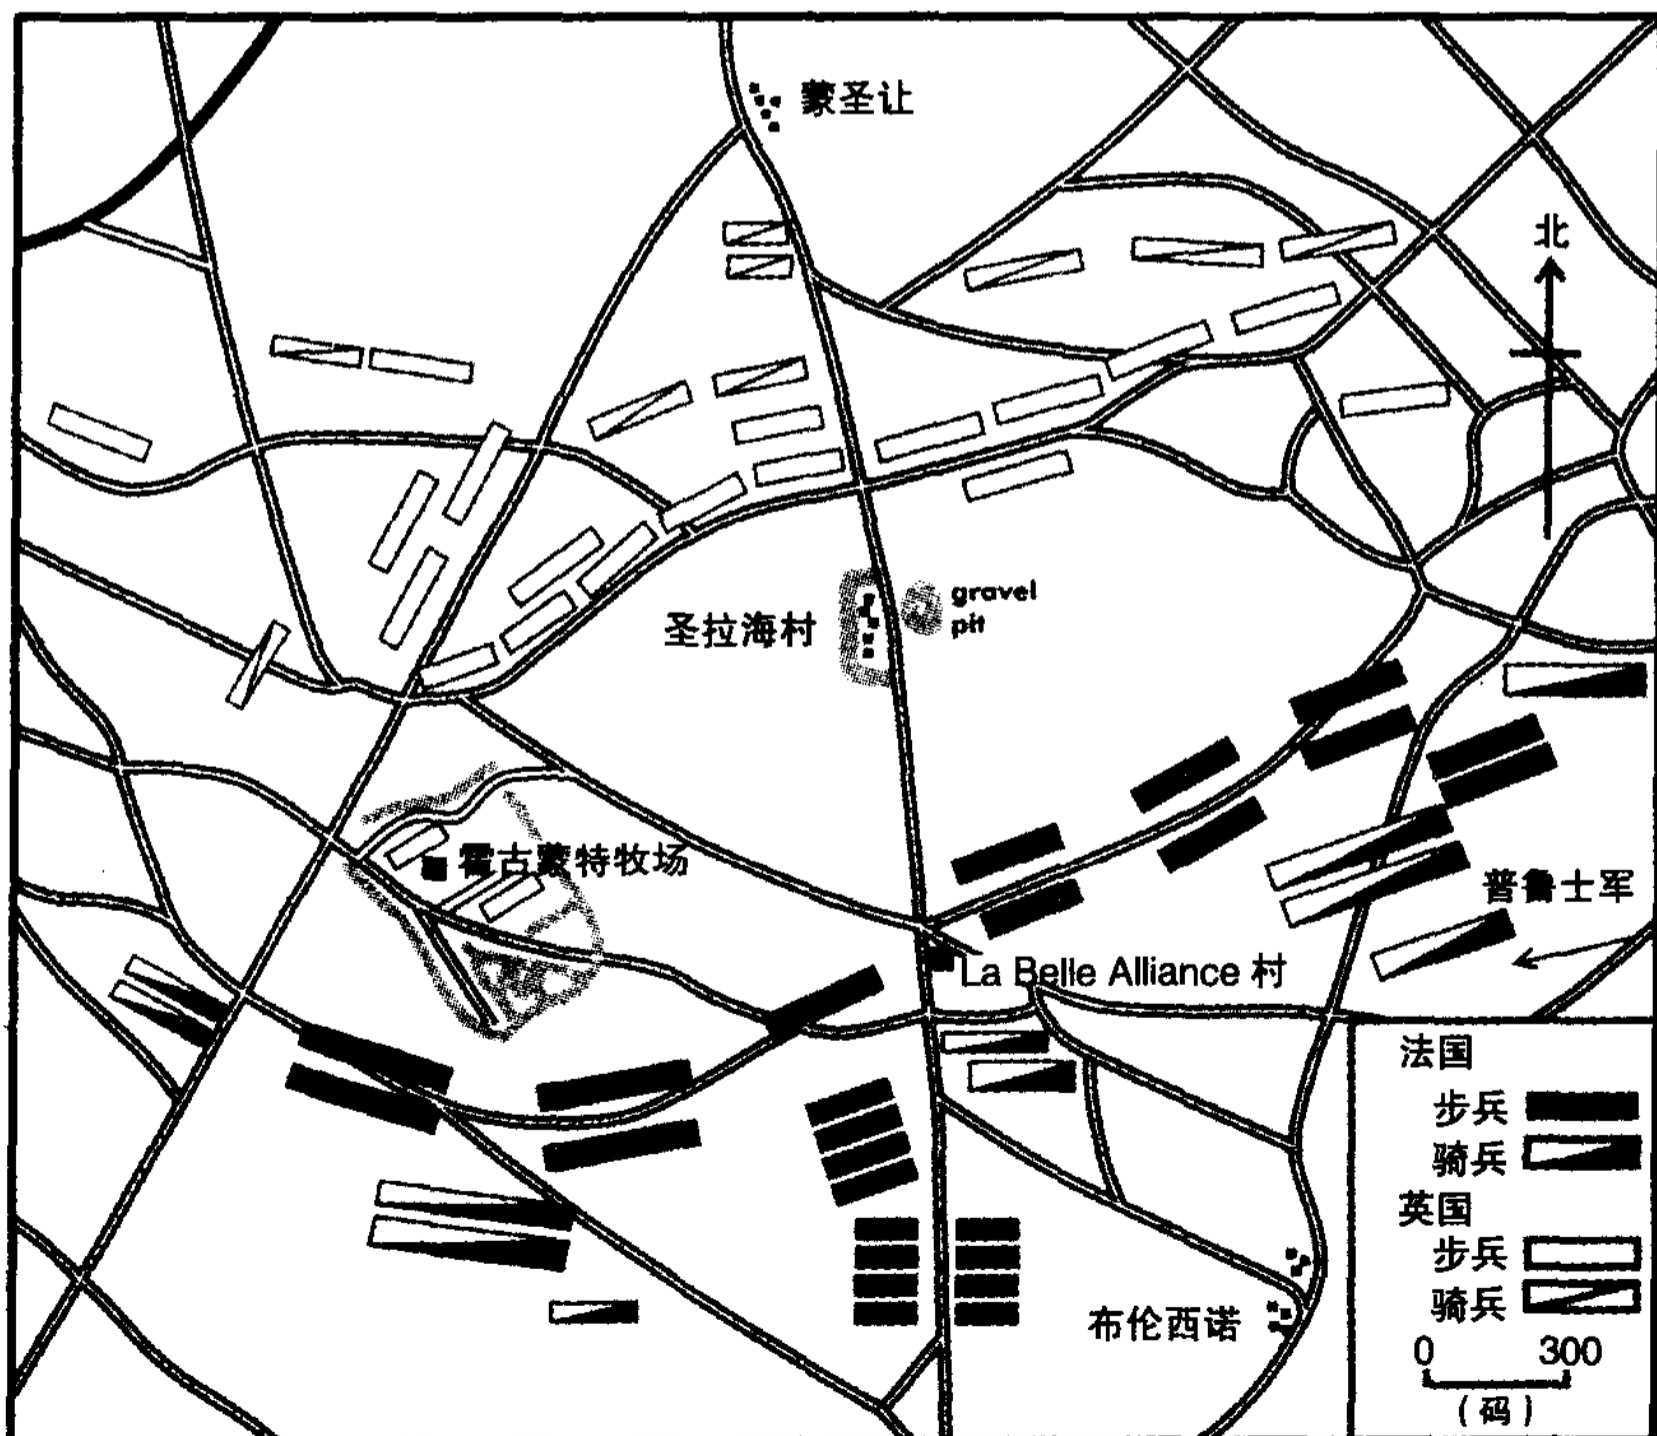 蒙圣让
北
gravel
pit
圣拉海村
霍古蒙特牧场
普鲁士军
La Belle Alliance 村
布伦西诺
法国
步兵
骑兵
英国
步兵
骑兵
0 300
(码)